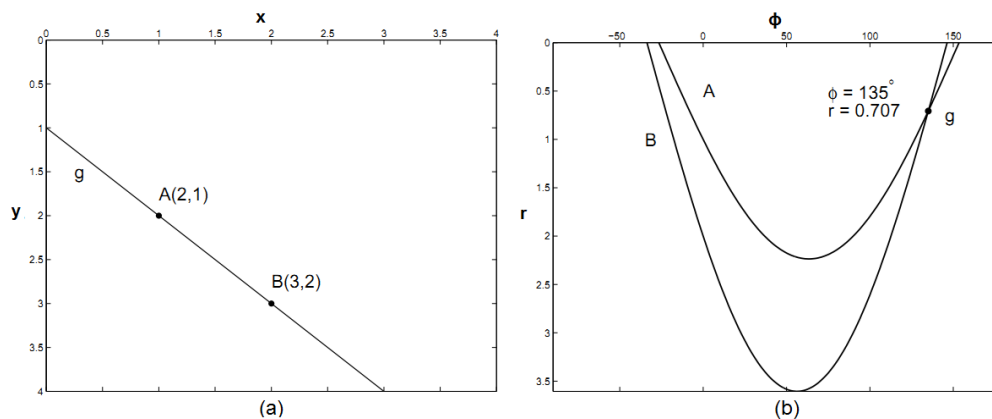 x
0 0.5 1 1.5 2 2.5 3 3.5 4
0
0.5
1
1.5
2
2.5
3
3.5
4
y
g
A(2,1)
B(3,2)
(a)
ϕ
−50 0 50 100 150
0
0.5
1
1.5
2
2.5
3
3.5
r
A
B
ϕ = 135°
r = 0.707
g
(b)